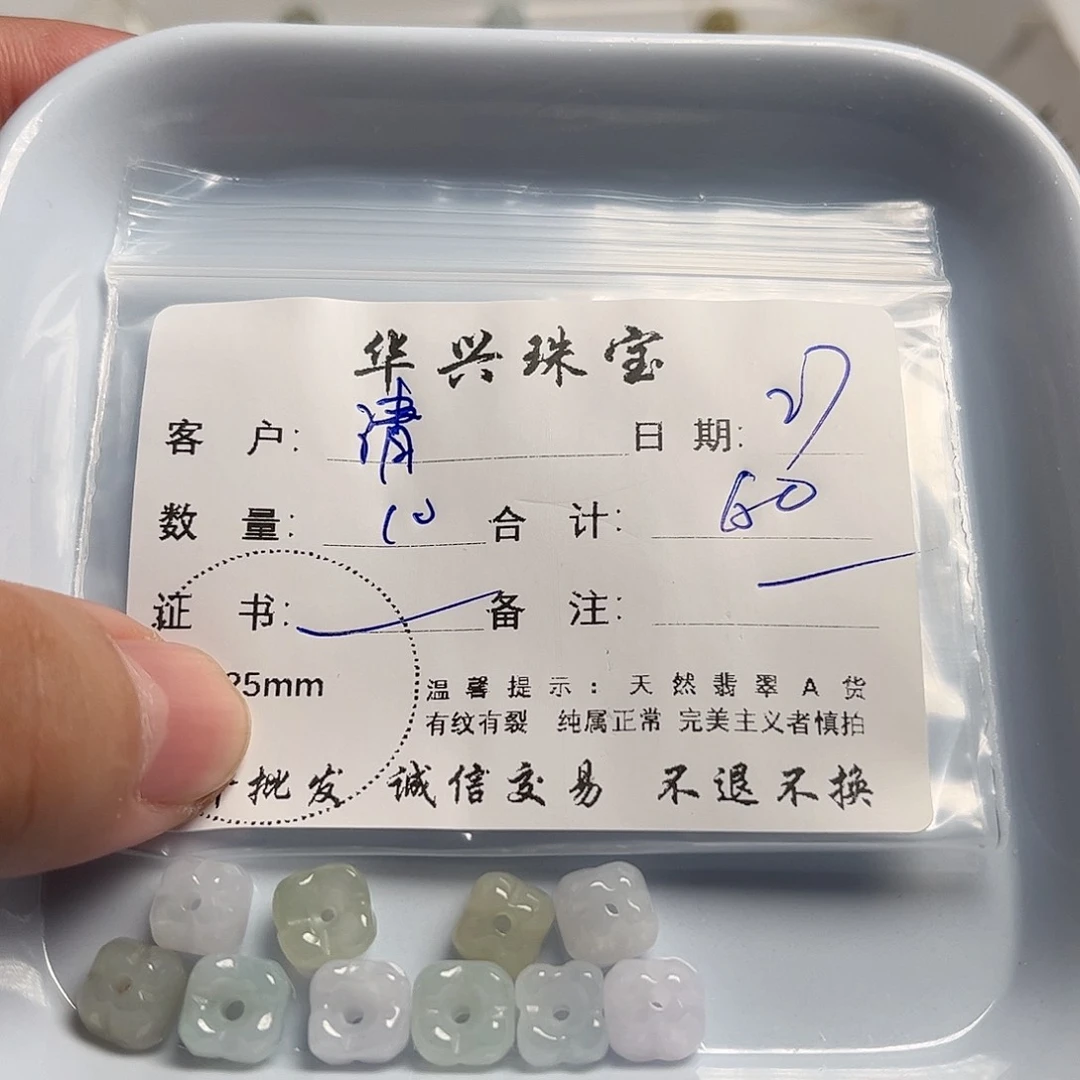 华兴珠宝
客户: 清 日期:
数量: 10 合计: 60
证书: 备注:
25mm
温馨提示: 天然翡翠A货
有纹有裂 纯属正常 完美主义者慎拍
批发 诚信交易 不退不换